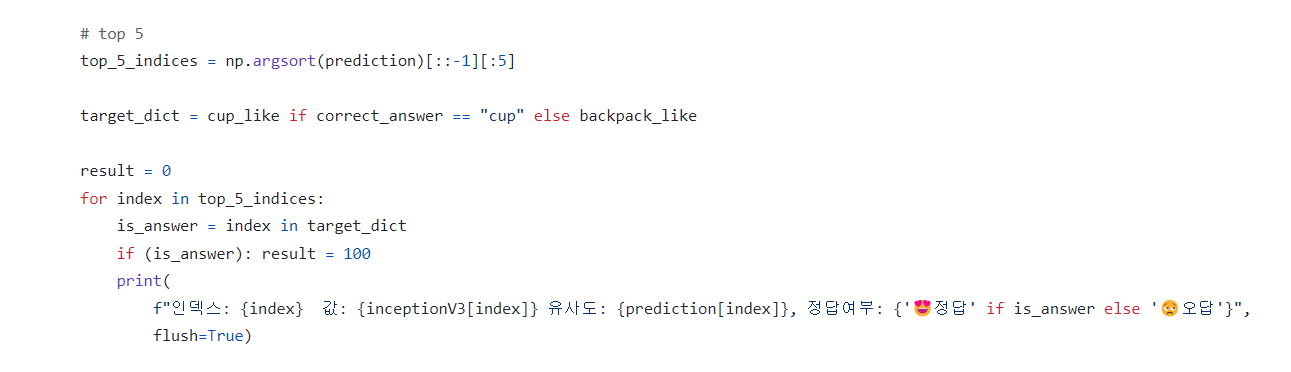 # top 5
top_5_indices = np.argsort(prediction)[::-1][:5]
target_dict = cup_like if correct_answer == "cup" else backpack_like
result = 0
for index in top_5_indices:
is_answer = index in target_dict
if (is_answer): result = 100
print(
f"인덱스: {index}  값: {inceptionV3[index]} 유사도: {prediction[index]}, 정답여부: {'😍정답' if is_answer else '😥오답'}",
flush=True)